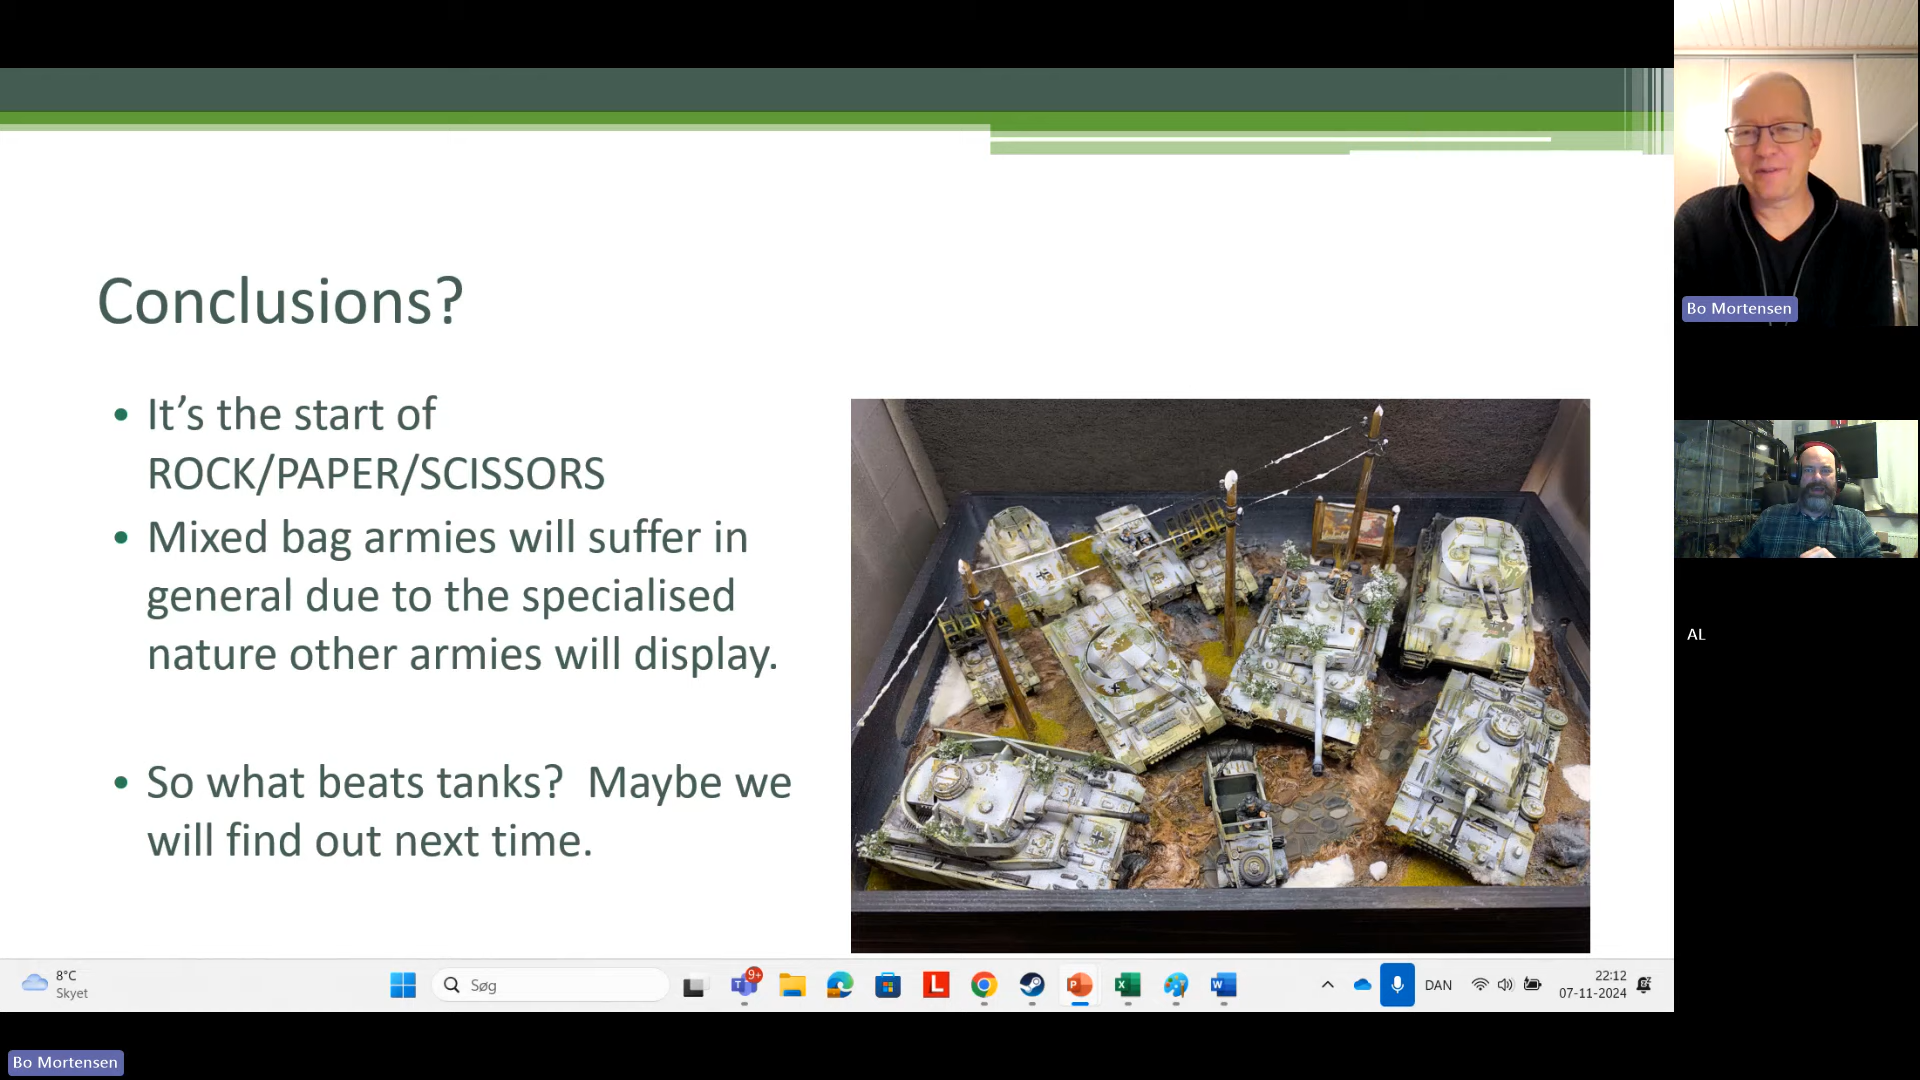 Conclusions?
• It’s the start of
ROCK/PAPER/SCISSORS
• Mixed bag armies will suffer in
general due to the specialised
nature other armies will display.
• So what beats tanks?  Maybe we
will find out next time.
Bo Mortensen
AL
8°C
Skyet
Søg
9+
DAN
22:12
07-11-2024
Bo Mortensen